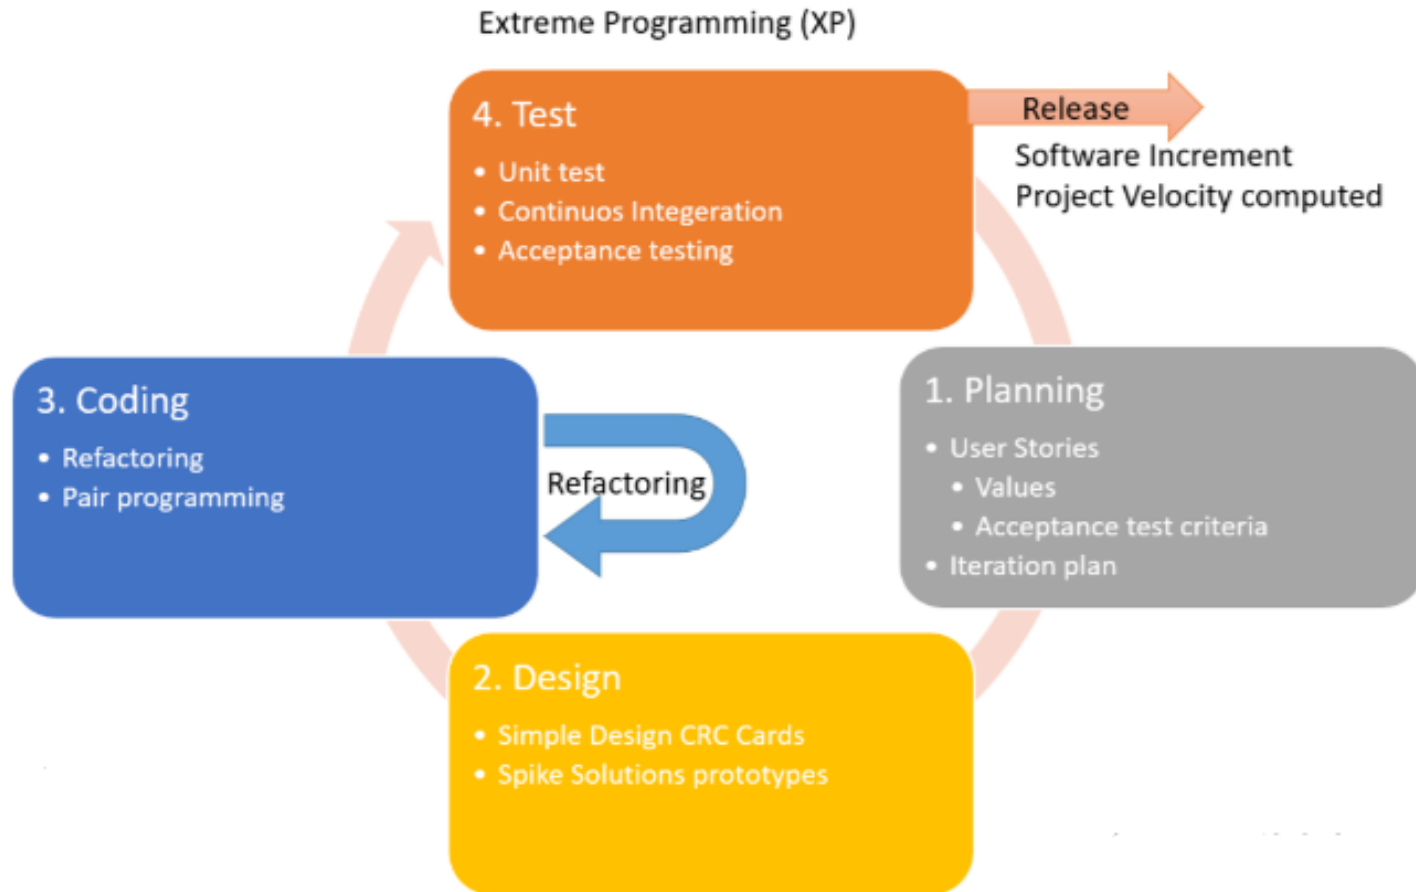 Extreme Programming (XP)
4. Test
• Unit test
• Continuos Integeration
• Acceptance testing
Release
Software Increment
Project Velocity computed
3. Coding
• Refactoring
• Pair programming
Refactoring
1. Planning
• User Stories
• Values
• Acceptance test criteria
• Iteration plan
2. Design
• Simple Design CRC Cards
• Spike Solutions prototypes